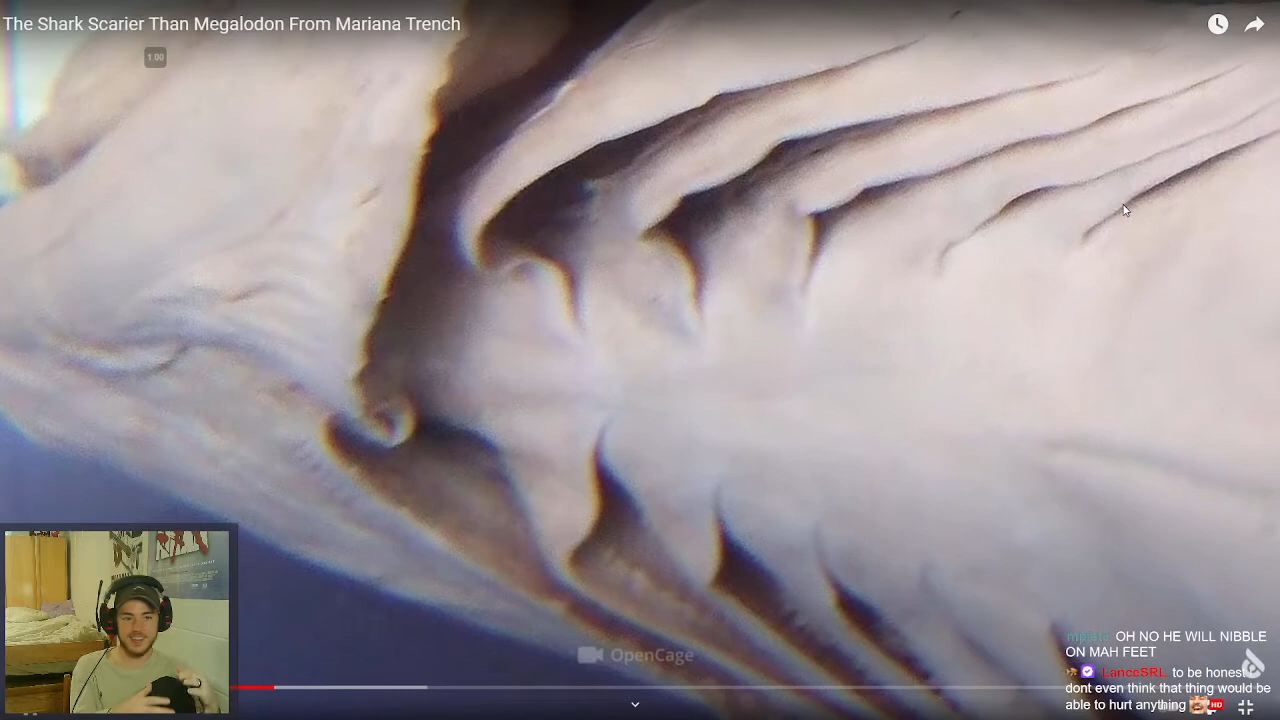 The Shark Scarier Than Megalodon From Mariana Trench
1.00
OpenCage
OH NO HE WILL NIBBLE
ON MAH FEET
LanceSRL to be honest
dont even think that thing would be
able to hurt anything
HD